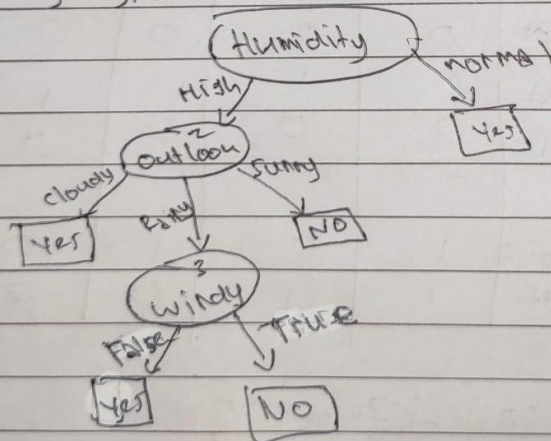 Humidity
High
normal
Yes
2
outlook
cloudy
Rainy
sunny
Yes
NO
3
windy
False
True
Yes
NO